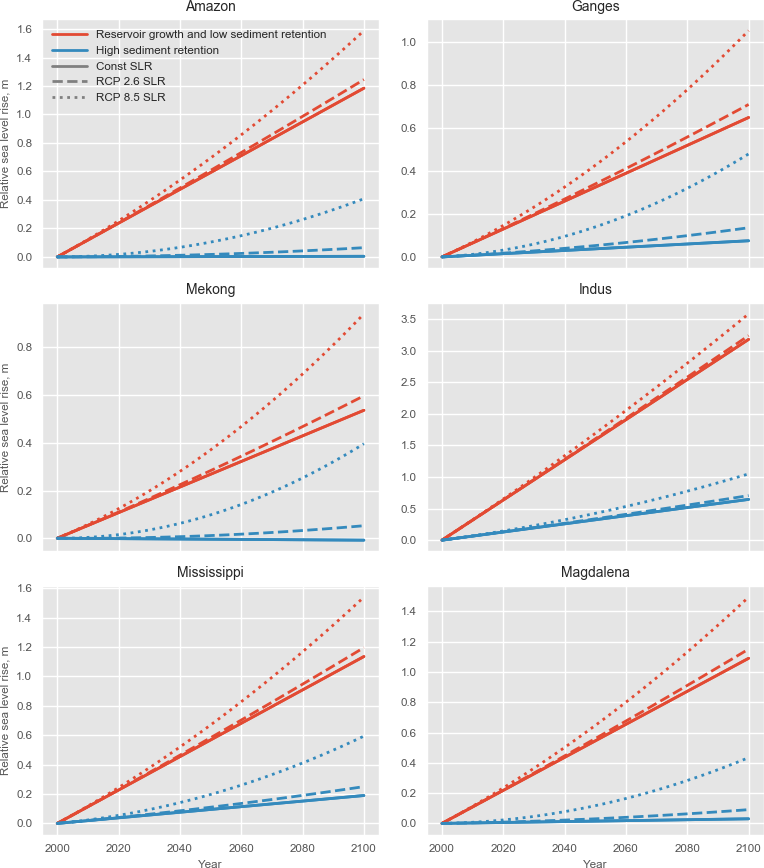 Amazon
Relative sea level rise, m
1.6
1.4
1.2
1.0
0.8
0.6
0.4
0.2
0.0
Reservoir growth and low sediment retention
High sediment retention
Const SLR
RCP 2.6 SLR
RCP 8.5 SLR
Ganges
1.0
0.8
0.6
0.4
0.2
0.0
Mekong
Relative sea level rise, m
0.8
0.6
0.4
0.2
0.0
Indus
3.5
3.0
2.5
2.0
1.5
1.0
0.5
0.0
Mississippi
Relative sea level rise, m
1.6
1.4
1.2
1.0
0.8
0.6
0.4
0.2
0.0
2000 2020 2040 2060 2080 2100
Year
Magdalena
1.4
1.2
1.0
0.8
0.6
0.4
0.2
0.0
2000 2020 2040 2060 2080 2100
Year